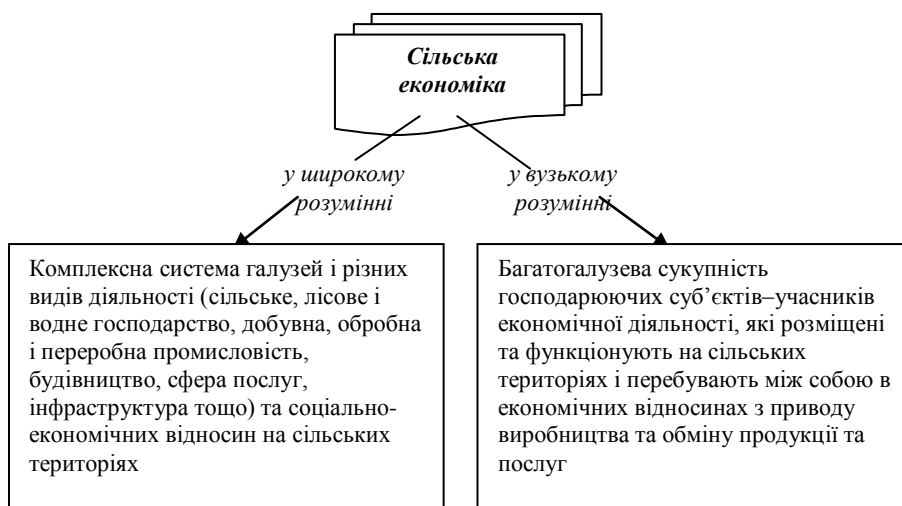 Сільська
економіка
у широкому
розумінні
у вузькому
розумінні
Комплексна система галузей і різних
видів діяльності (сільське, лісове і
водне господарство, добувна, обробна
і переробна промисловість,
будівництво, сфера послуг,
інфраструктура тощо) та соціально-
економічних відносин на сільських
територіях
Багатогалузева сукупність
господарюючих суб’єктів–учасників
економічної діяльності, які розміщені
та функціонують на сільських
територіях і перебувають між собою в
економічних відносинах з приводу
виробництва та обміну продукції та
послуг